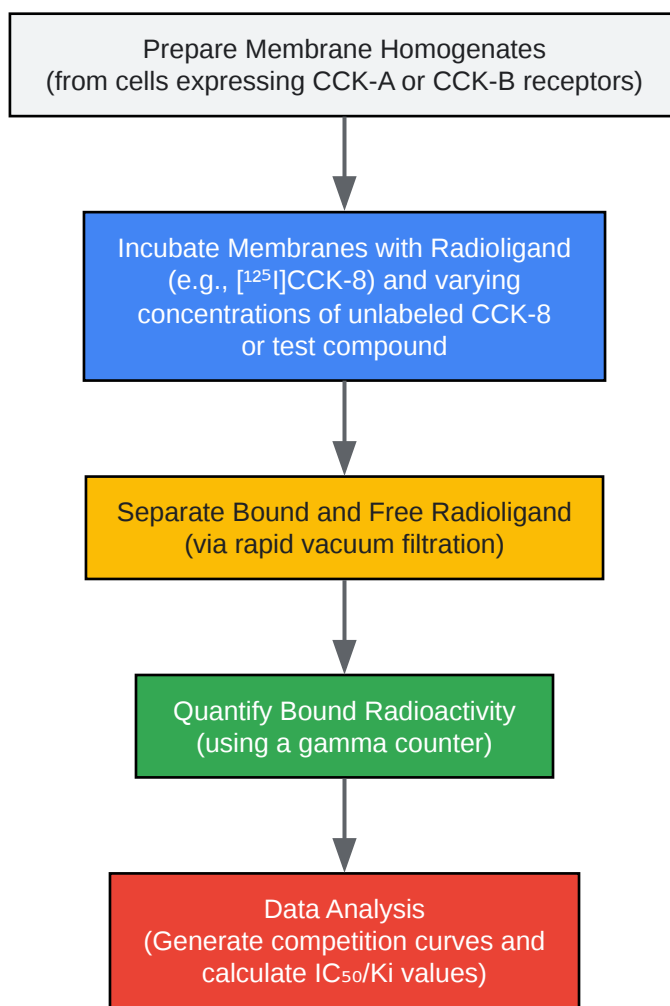 Prepare Membrane Homogenates
(from cells expressing CCK-A or CCK-B receptors)
Incubate Membranes with Radioligand
(e.g., [¹²⁵I]CCK-8) and varying
concentrations of unlabeled CCK-8
or test compound
Separate Bound and Free Radioligand
(via rapid vacuum filtration)
Quantify Bound Radioactivity
(using a gamma counter)
Data Analysis
(Generate competition curves and
calculate IC₅₀/Ki values)